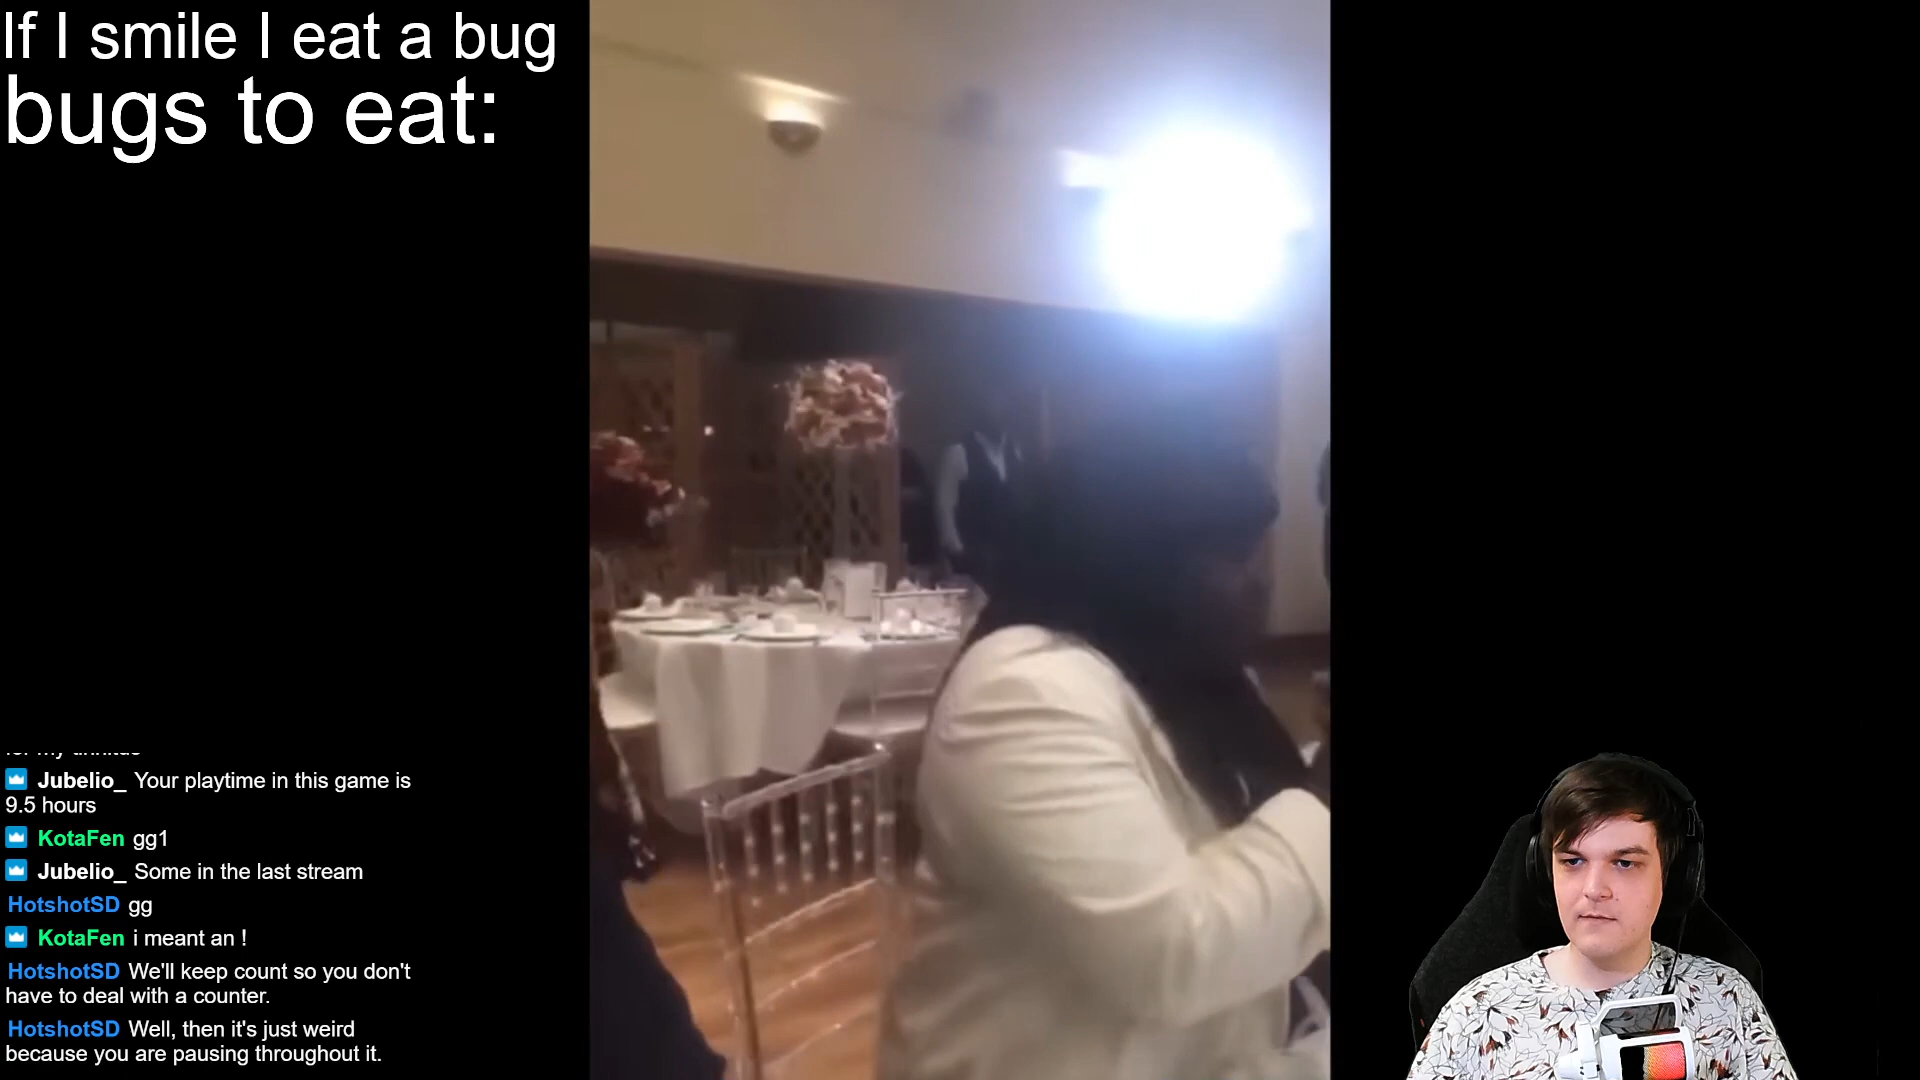 If I smile I eat a bug
bugs to eat:
Jubelio_ Your playtime in this game is
9.5 hours
KotaFen gg1
Jubelio_ Some in the last stream
HotshotSD gg
KotaFen i meant an !
HotshotSD We'll keep count so you don't
have to deal with a counter.
HotshotSD Well, then it's just weird
because you are pausing throughout it.